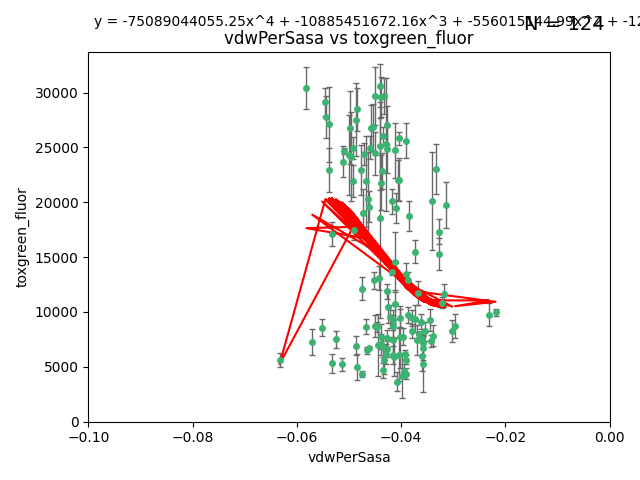 y = -75089044055.25x^4 + -10885451672.16x^3 +
N = 124
vdwPerSasa vs toxgreen_fluor
toxgreen_fluor
30000
25000
20000
15000
10000
5000
0
−0.10
−0.08
−0.06
−0.04
−0.02
0.00
vdwPerSasa